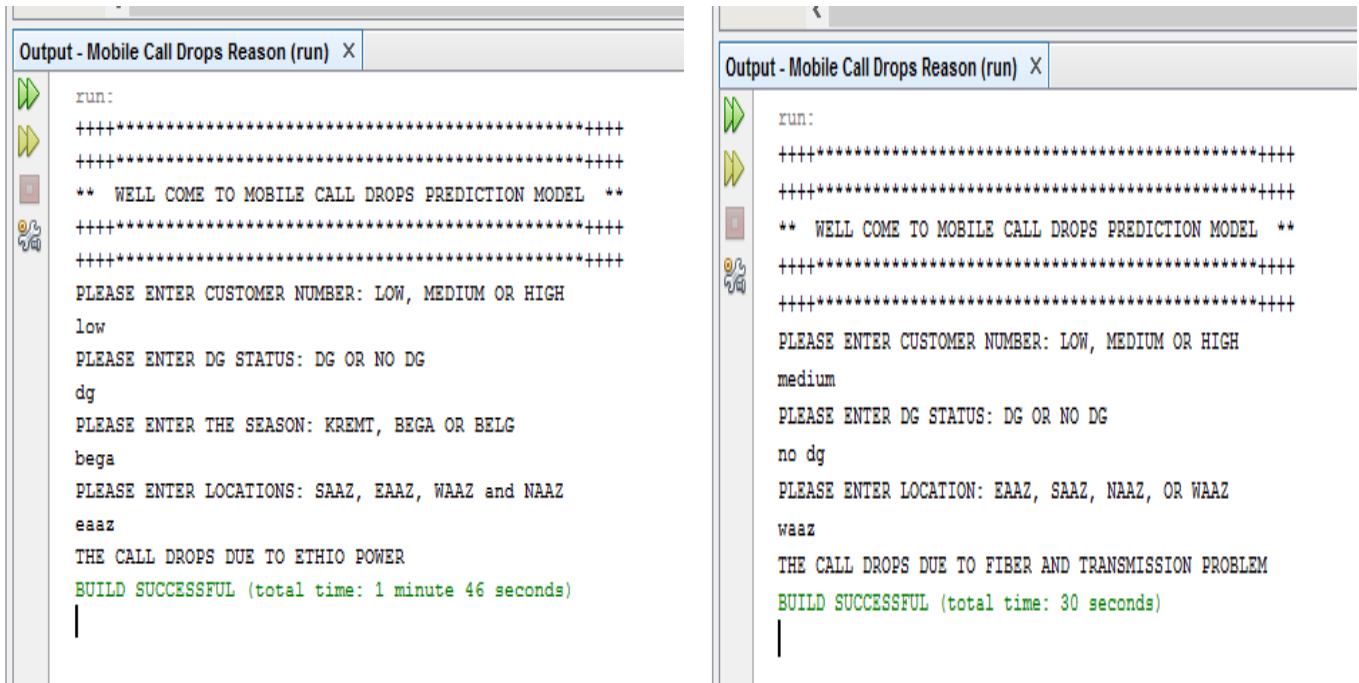 Output - Mobile Call Drops Reason (run) X
run:
++++***********************************************++++
++++***********************************************++++
** WELL COME TO MOBILE CALL DROPS PREDICTION MODEL **
++++***********************************************++++
++++***********************************************++++
PLEASE ENTER CUSTOMER NUMBER: LOW, MEDIUM OR HIGH
low
PLEASE ENTER DG STATUS: DG OR NO DG
dg
PLEASE ENTER THE SEASON: KREMT, BEGA OR BELG
bega
PLEASE ENTER LOCATIONS: SAAZ, EAAZ, WAAZ and NAAZ
eaaz
THE CALL DROPS DUE TO ETHIO POWER
BUILD SUCCESSFUL (total time: 1 minute 46 seconds)
Output - Mobile Call Drops Reason (run) X
run:
++++***********************************************++++
++++***********************************************++++
** WELL COME TO MOBILE CALL DROPS PREDICTION MODEL **
++++***********************************************++++
++++***********************************************++++
PLEASE ENTER CUSTOMER NUMBER: LOW, MEDIUM OR HIGH
medium
PLEASE ENTER DG STATUS: DG OR NO DG
no dg
PLEASE ENTER LOCATION: EAAZ, SAAZ, NAAZ, OR WAAZ
waaz
THE CALL DROPS DUE TO FIBER AND TRANSMISSION PROBLEM
BUILD SUCCESSFUL (total time: 30 seconds)